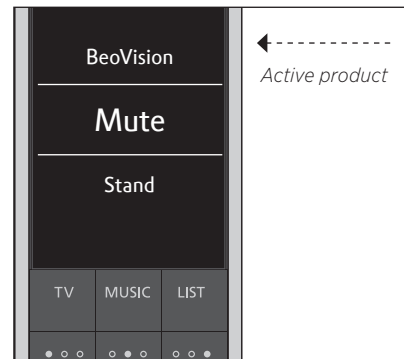 BeoVision
Active product
Mute
Stand
TV MUSIC LIST